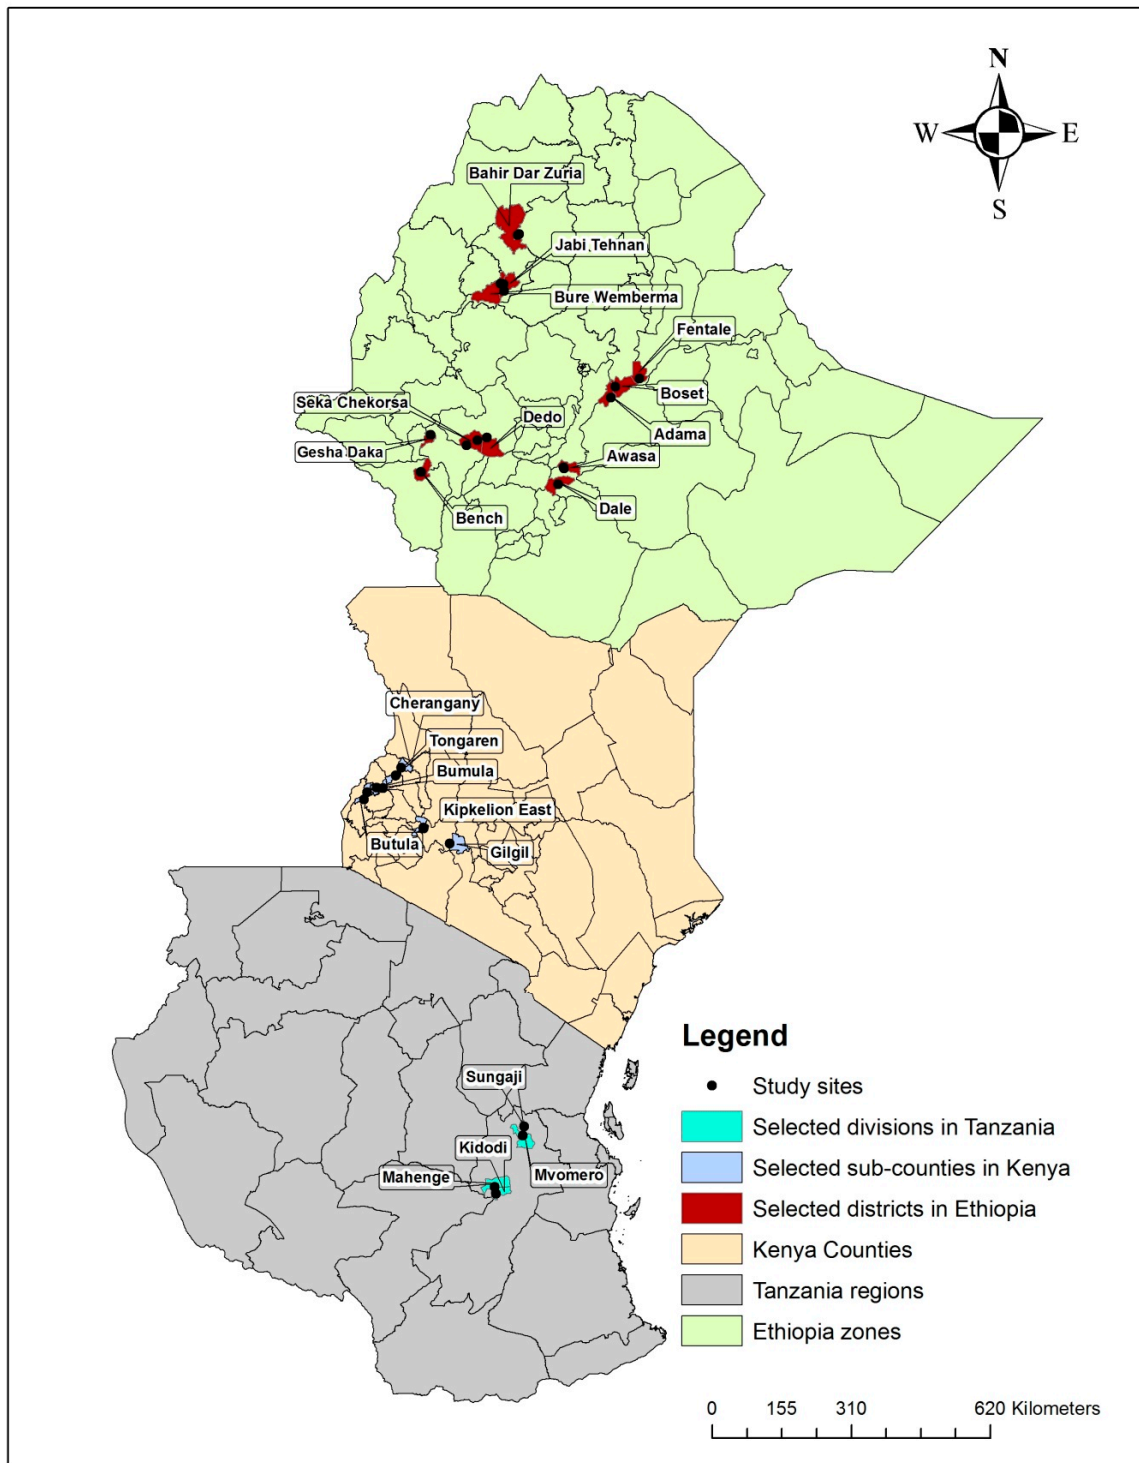 N
W E
S
Bahir Dar Zuria
Jabi Tehnan
Bure Wemberma
Fentale
Boset
Seka Chekorsa
Dedo
Adama
Gesha Daka
Awasa
Dale
Bench
Cherangany
Tongaren
Bumula
Kipkelion East
Butula
Gilgil
Legend
Study sites
Selected divisions in Tanzania
Selected sub-counties in Kenya
Selected districts in Ethiopia
Kenya Counties
Tanzania regions
Ethiopia zones
Sungaji
Kidodi
Mahenge
Mvomero
0 155 310 620 Kilometers